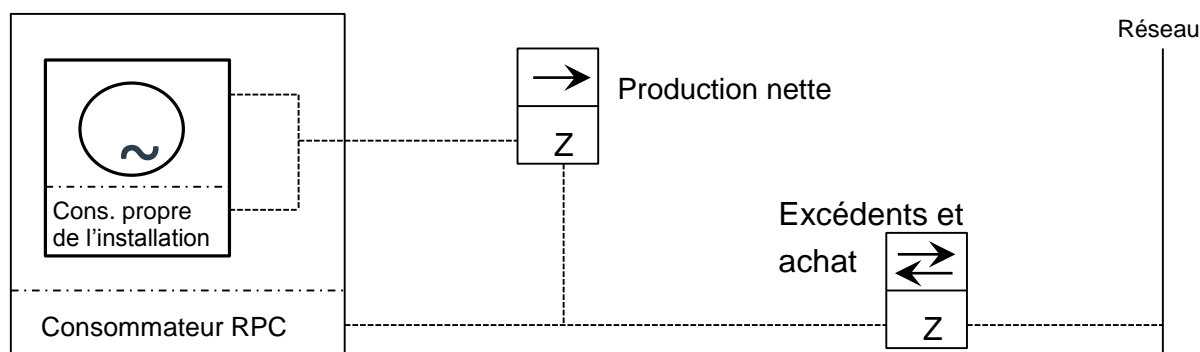 Réseau
Production nette
Z
Cons. propre
de l'installation
Excédents et
achat
Consommateur RPC
Z